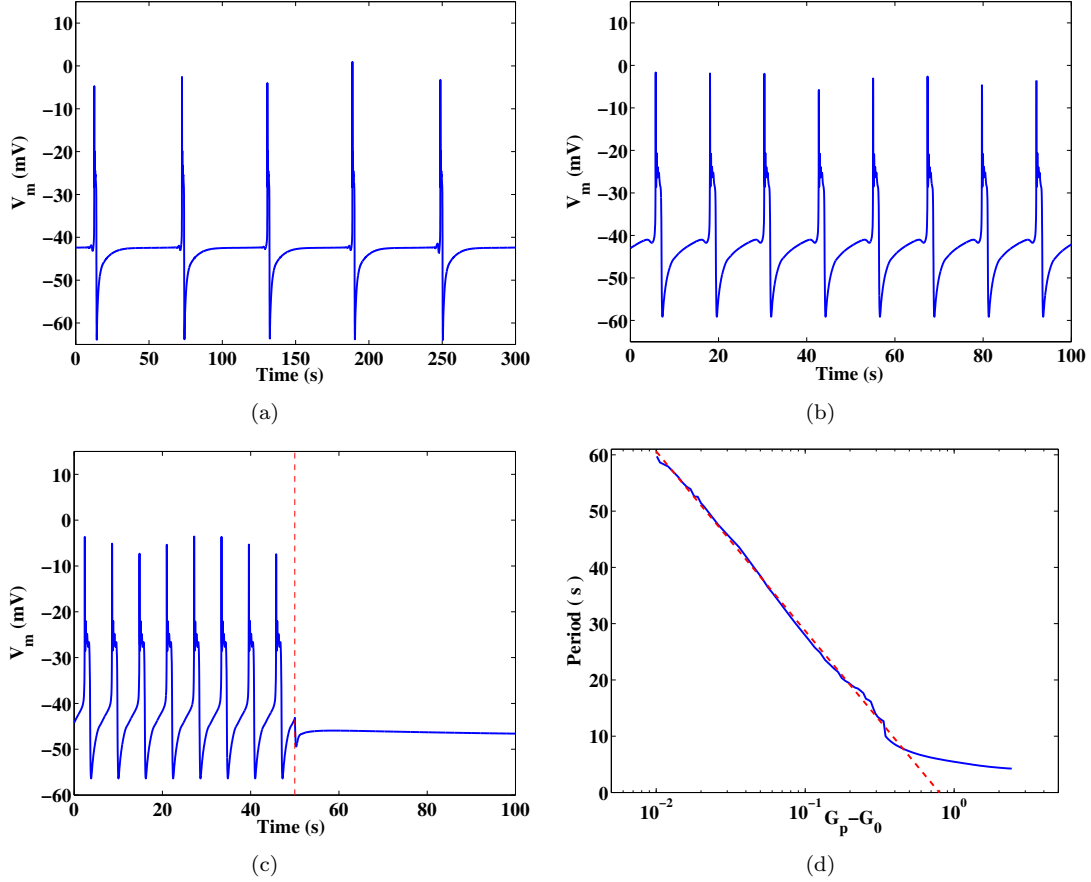 10
0
−10
−20
−30
−40
−50
−60
V_m (mV)
0 50 100 150 200 250 300
Time (s)
(a)
10
0
−10
−20
−30
−40
−50
−60
V_m (mV)
0 20 40 60 80 100
Time (s)
(b)
10
0
−10
−20
−30
−40
−50
−60
V_m (mV)
0 20 40 60 80 100
Time (s)
(c)
60
50
40
30
20
10
0
Period ( s )
10^−2 10^−1 10^0
G_p−G_0
(d)